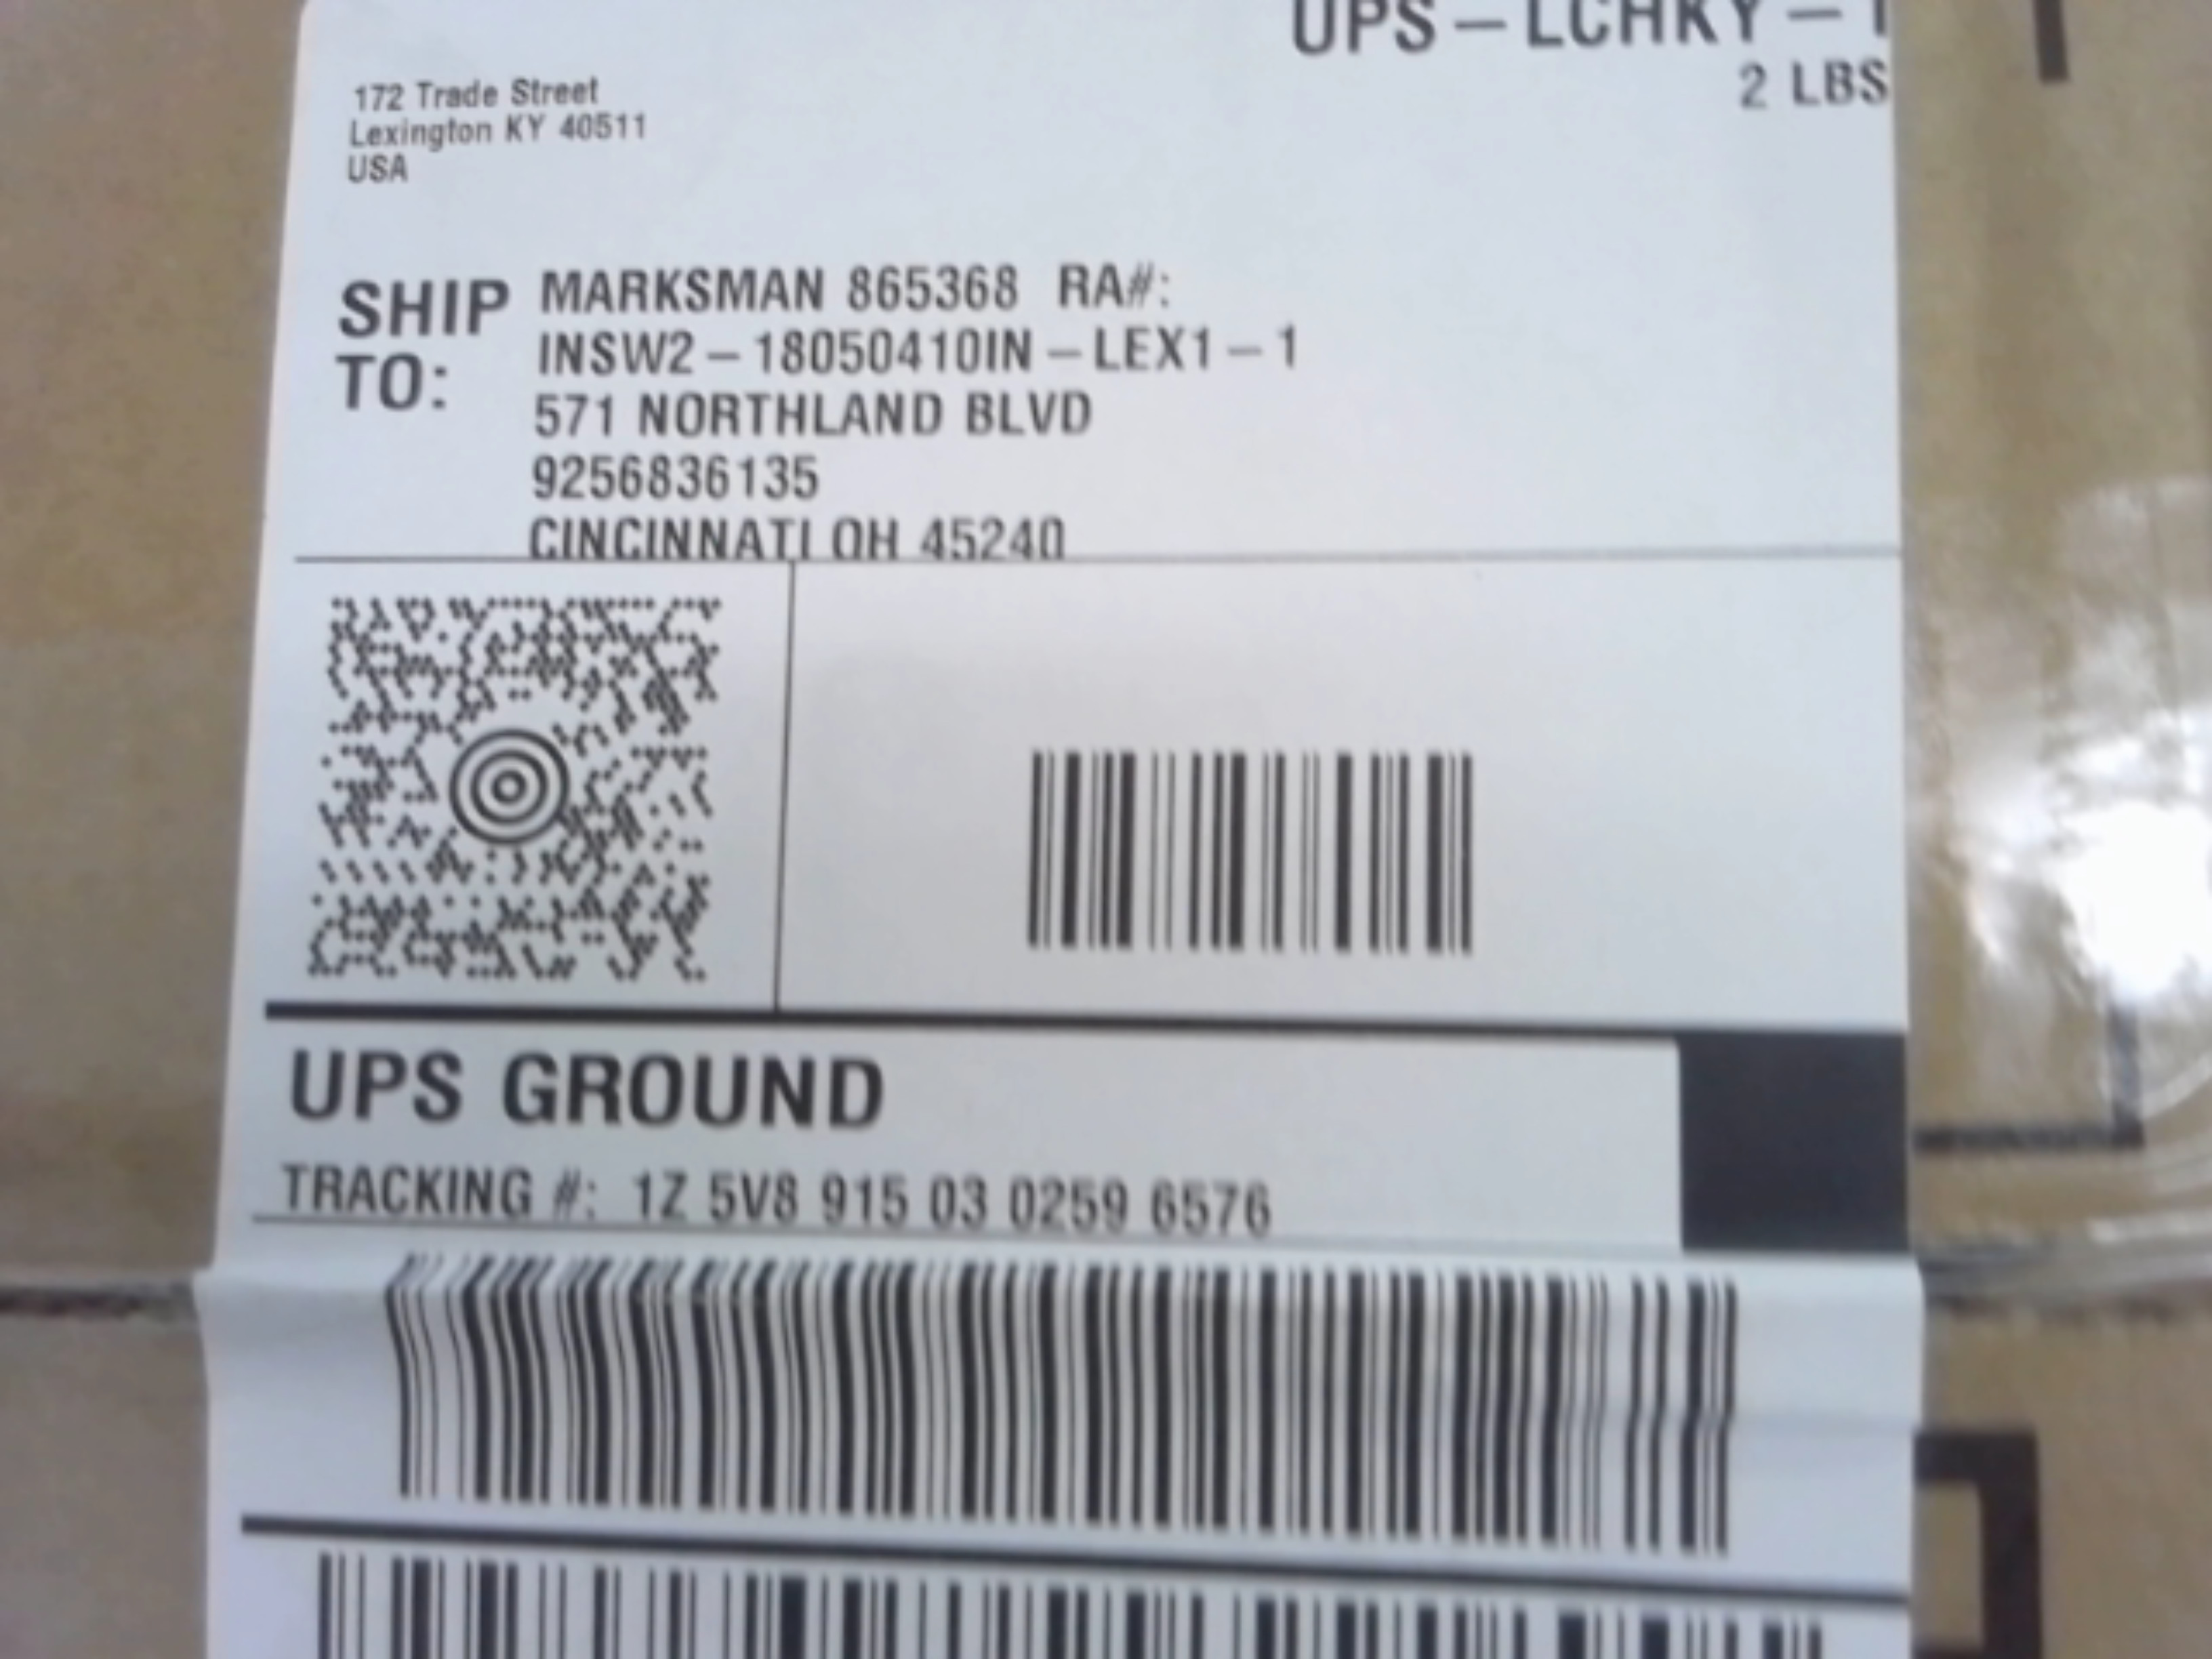 UPS-LCHKY-1
2 LBS
172 Trade Street
Lexington KY 40511
USA
SHIP TO:
MARKSMAN 865368 RA#:
INSW2-18050410IN-LEX1-1
571 NORTHLAND BLVD
9256836135
CINCINNATI OH 45240
UPS GROUND
TRACKING #: 1Z 5V8 915 03 0259 6576